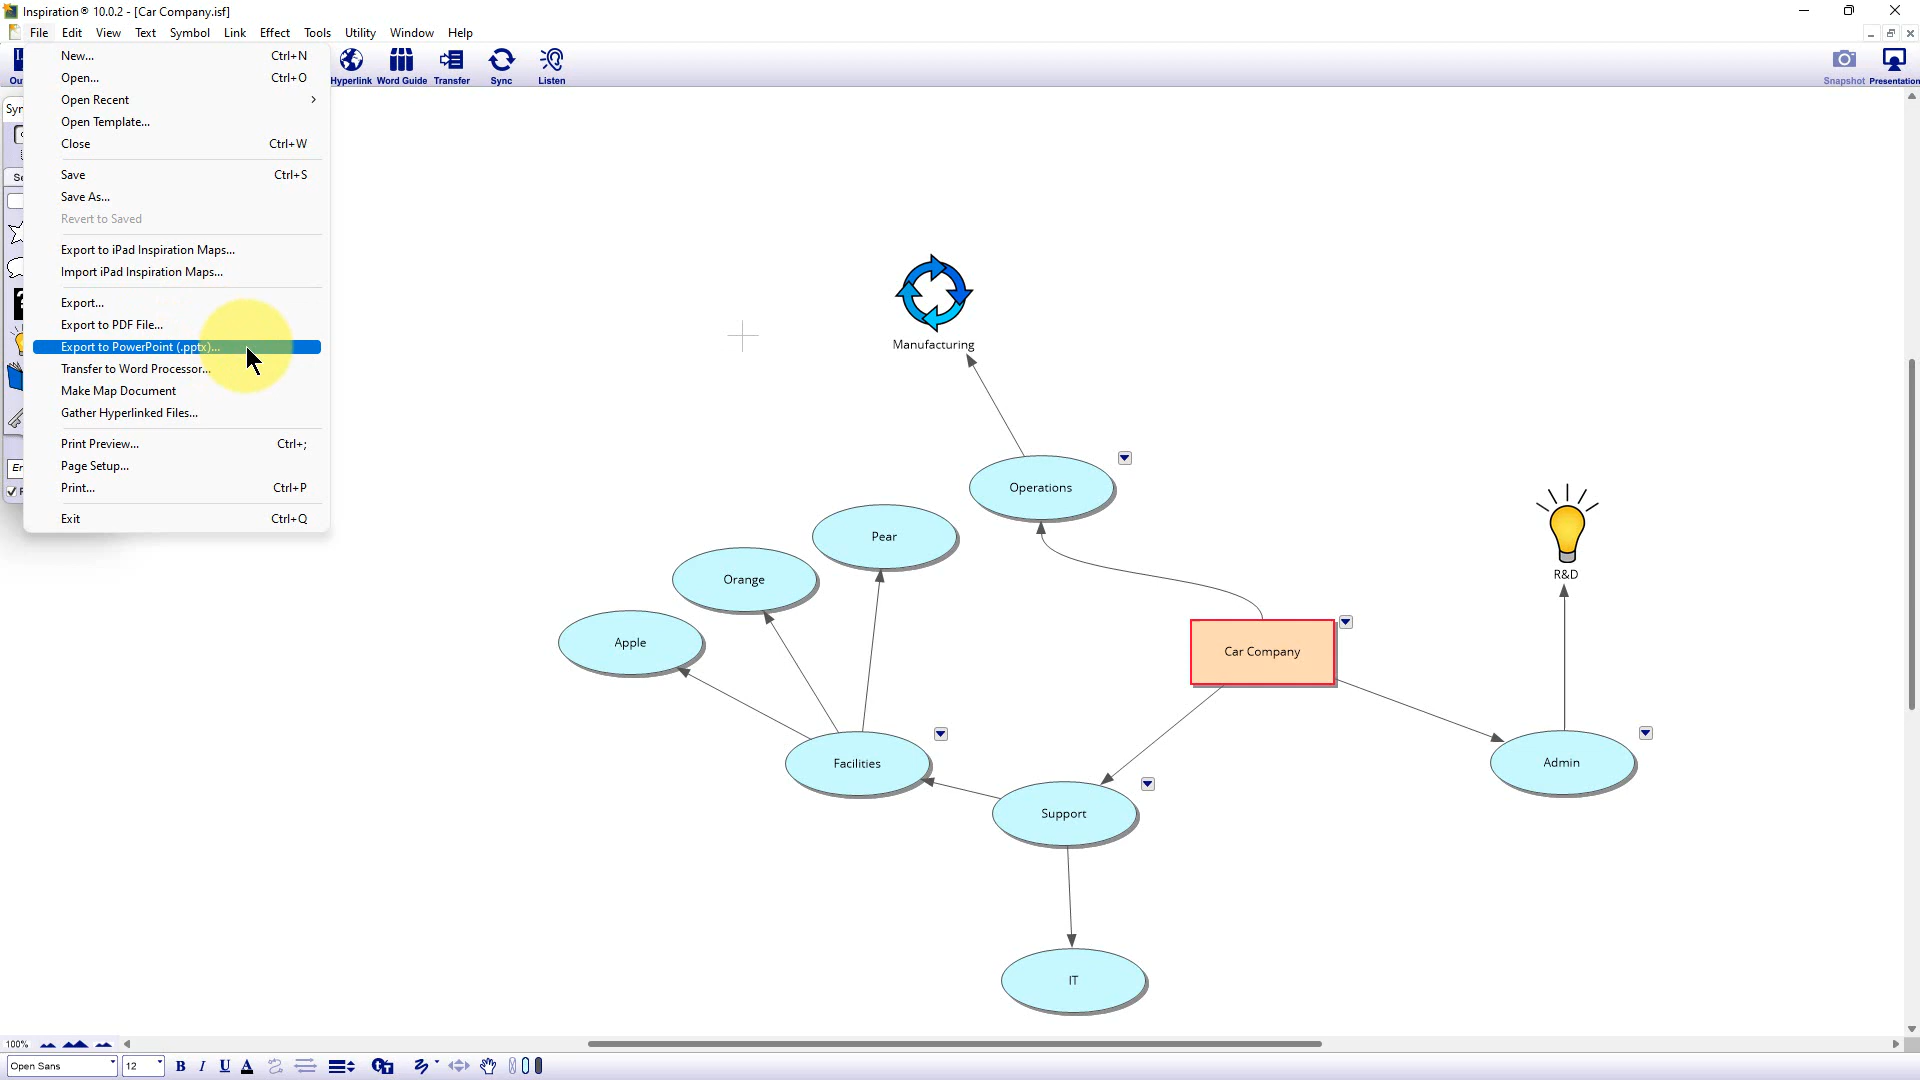 Inspiration® 10.0.2 - [Car Company.isf]
File Edit View Text Symbol Link Effect Tools Utility Window Help
Hyperlink Word Guide Transfer Sync Listen Snapshot Presentation
New... Ctrl+N
Open... Ctrl+O
Open Recent
Open Template...
Close Ctrl+W
Save Ctrl+S
Save As...
Revert to Saved
Export to iPad Inspiration Maps...
Import iPad Inspiration Maps...
Export...
Export to PDF File...
Export to PowerPoint (.pptx)...
Transfer to Word Processor...
Make Map Document
Gather Hyperlinked Files...
Print Preview... Ctrl+;
Page Setup...
Print... Ctrl+P
Exit Ctrl+Q
Manufacturing
Operations
Pear
Orange
R&D
Apple
Car Company
Facilities
Admin
Support
IT
100%
Open Sans 12 B I U A